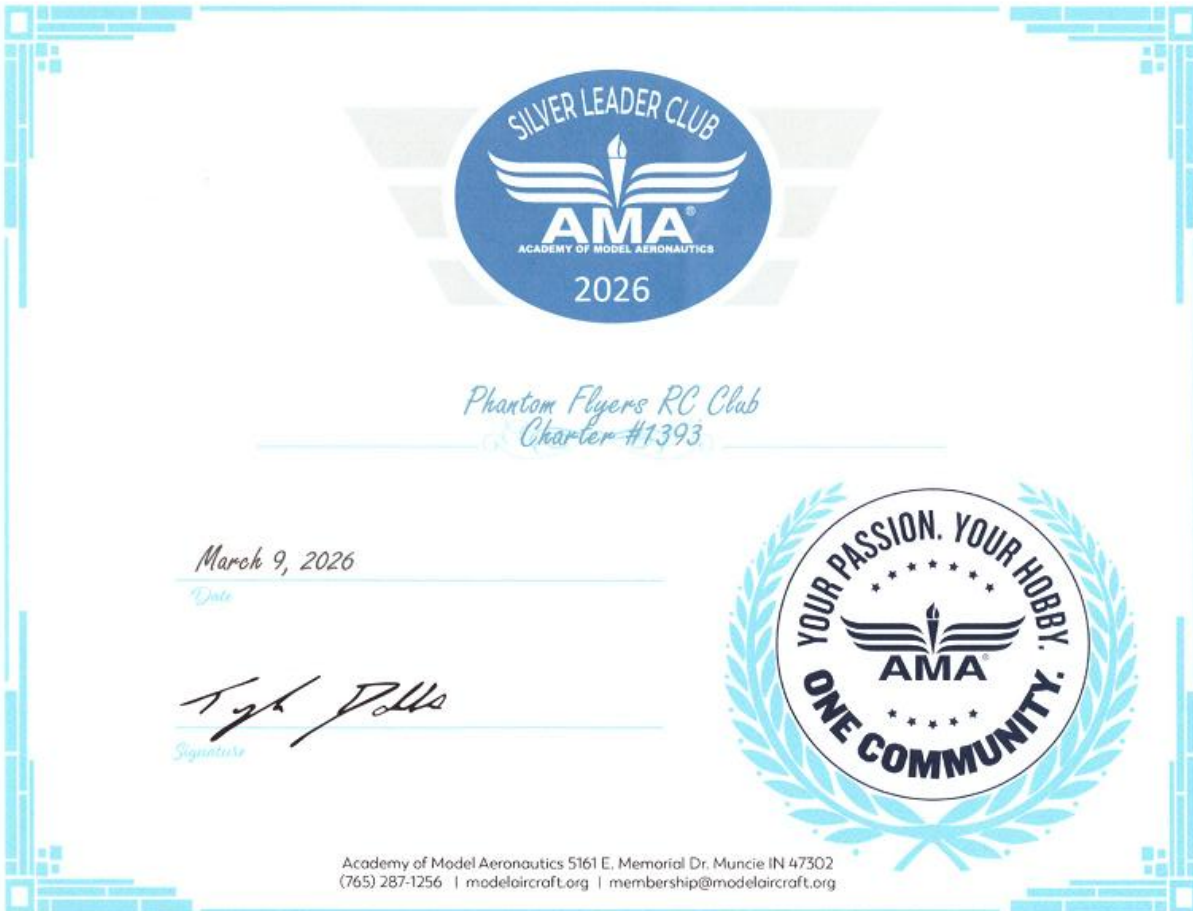 SILVER LEADER CLUB
AMA®
ACADEMY OF MODEL AERONAUTICS
2026
Phantom Flyers RC Club
Charter #1393
March 9, 2026
Date
Signature
YOUR PASSION. YOUR HOBBY.
AMA®
ONE COMMUNITY.
Academy of Model Aeronautics 5161 E. Memorial Dr. Muncie IN 47302
(765) 287-1256 | modelaircraft.org | membership@modelaircraft.org